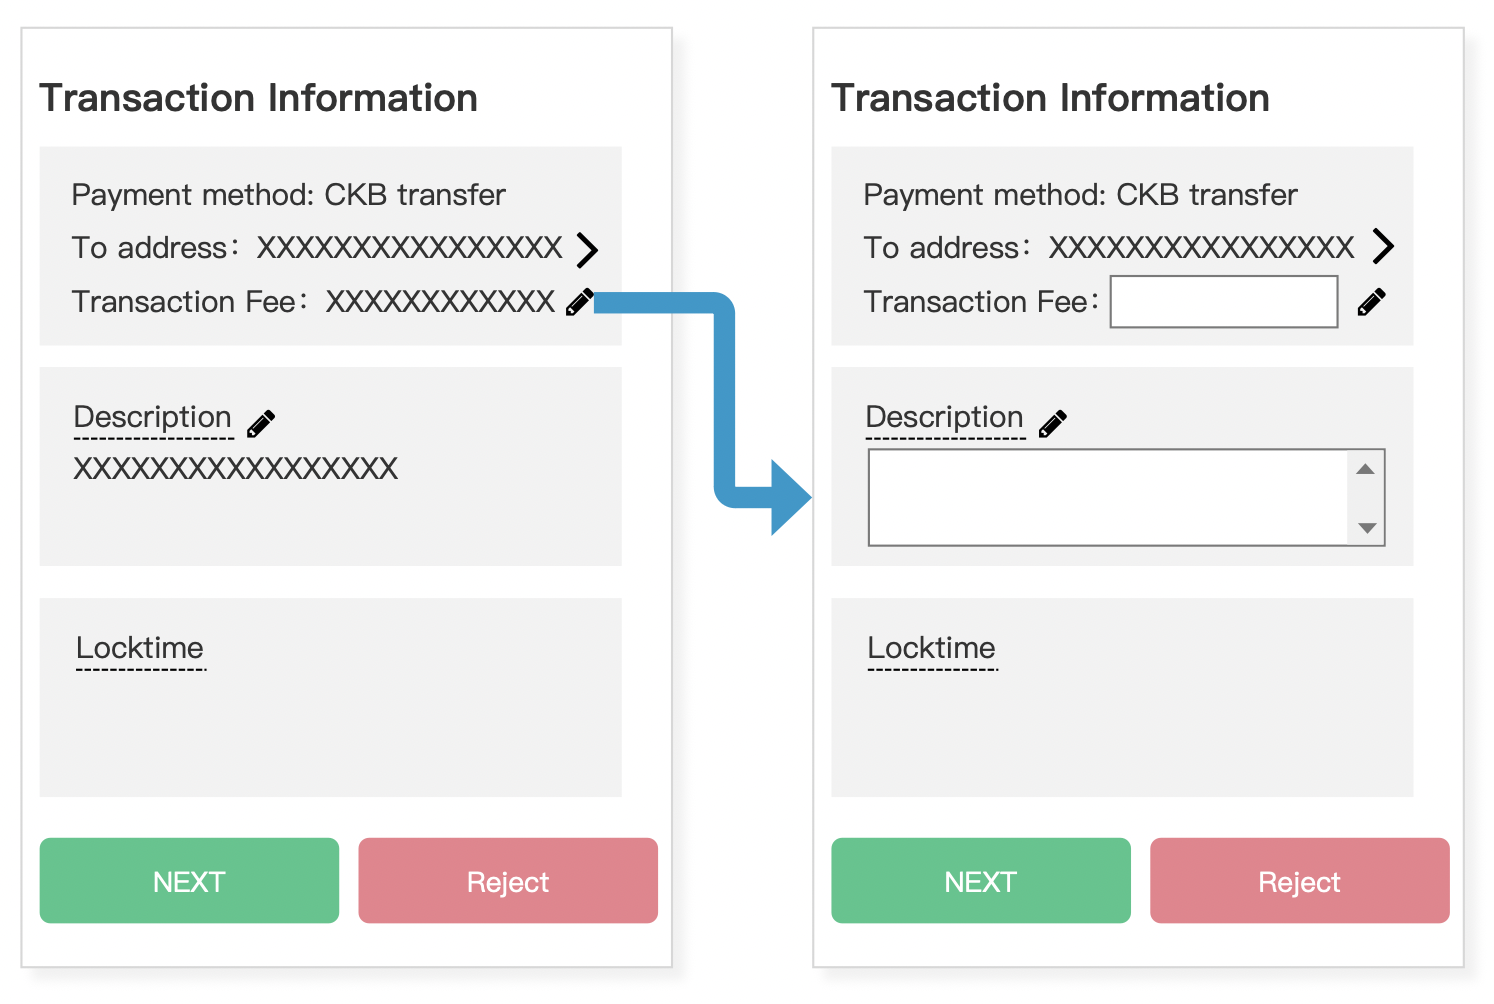 Transaction Information
Payment method: CKB transfer
To address： XXXXXXXXXXXXXXXX
Transaction Fee： XXXXXXXXXXXX
Description
XXXXXXXXXXXXXXXXX
Locktime
NEXT
Reject
Transaction Information
Payment method: CKB transfer
To address： XXXXXXXXXXXXXXXX
Transaction Fee：
Description
Locktime
NEXT
Reject